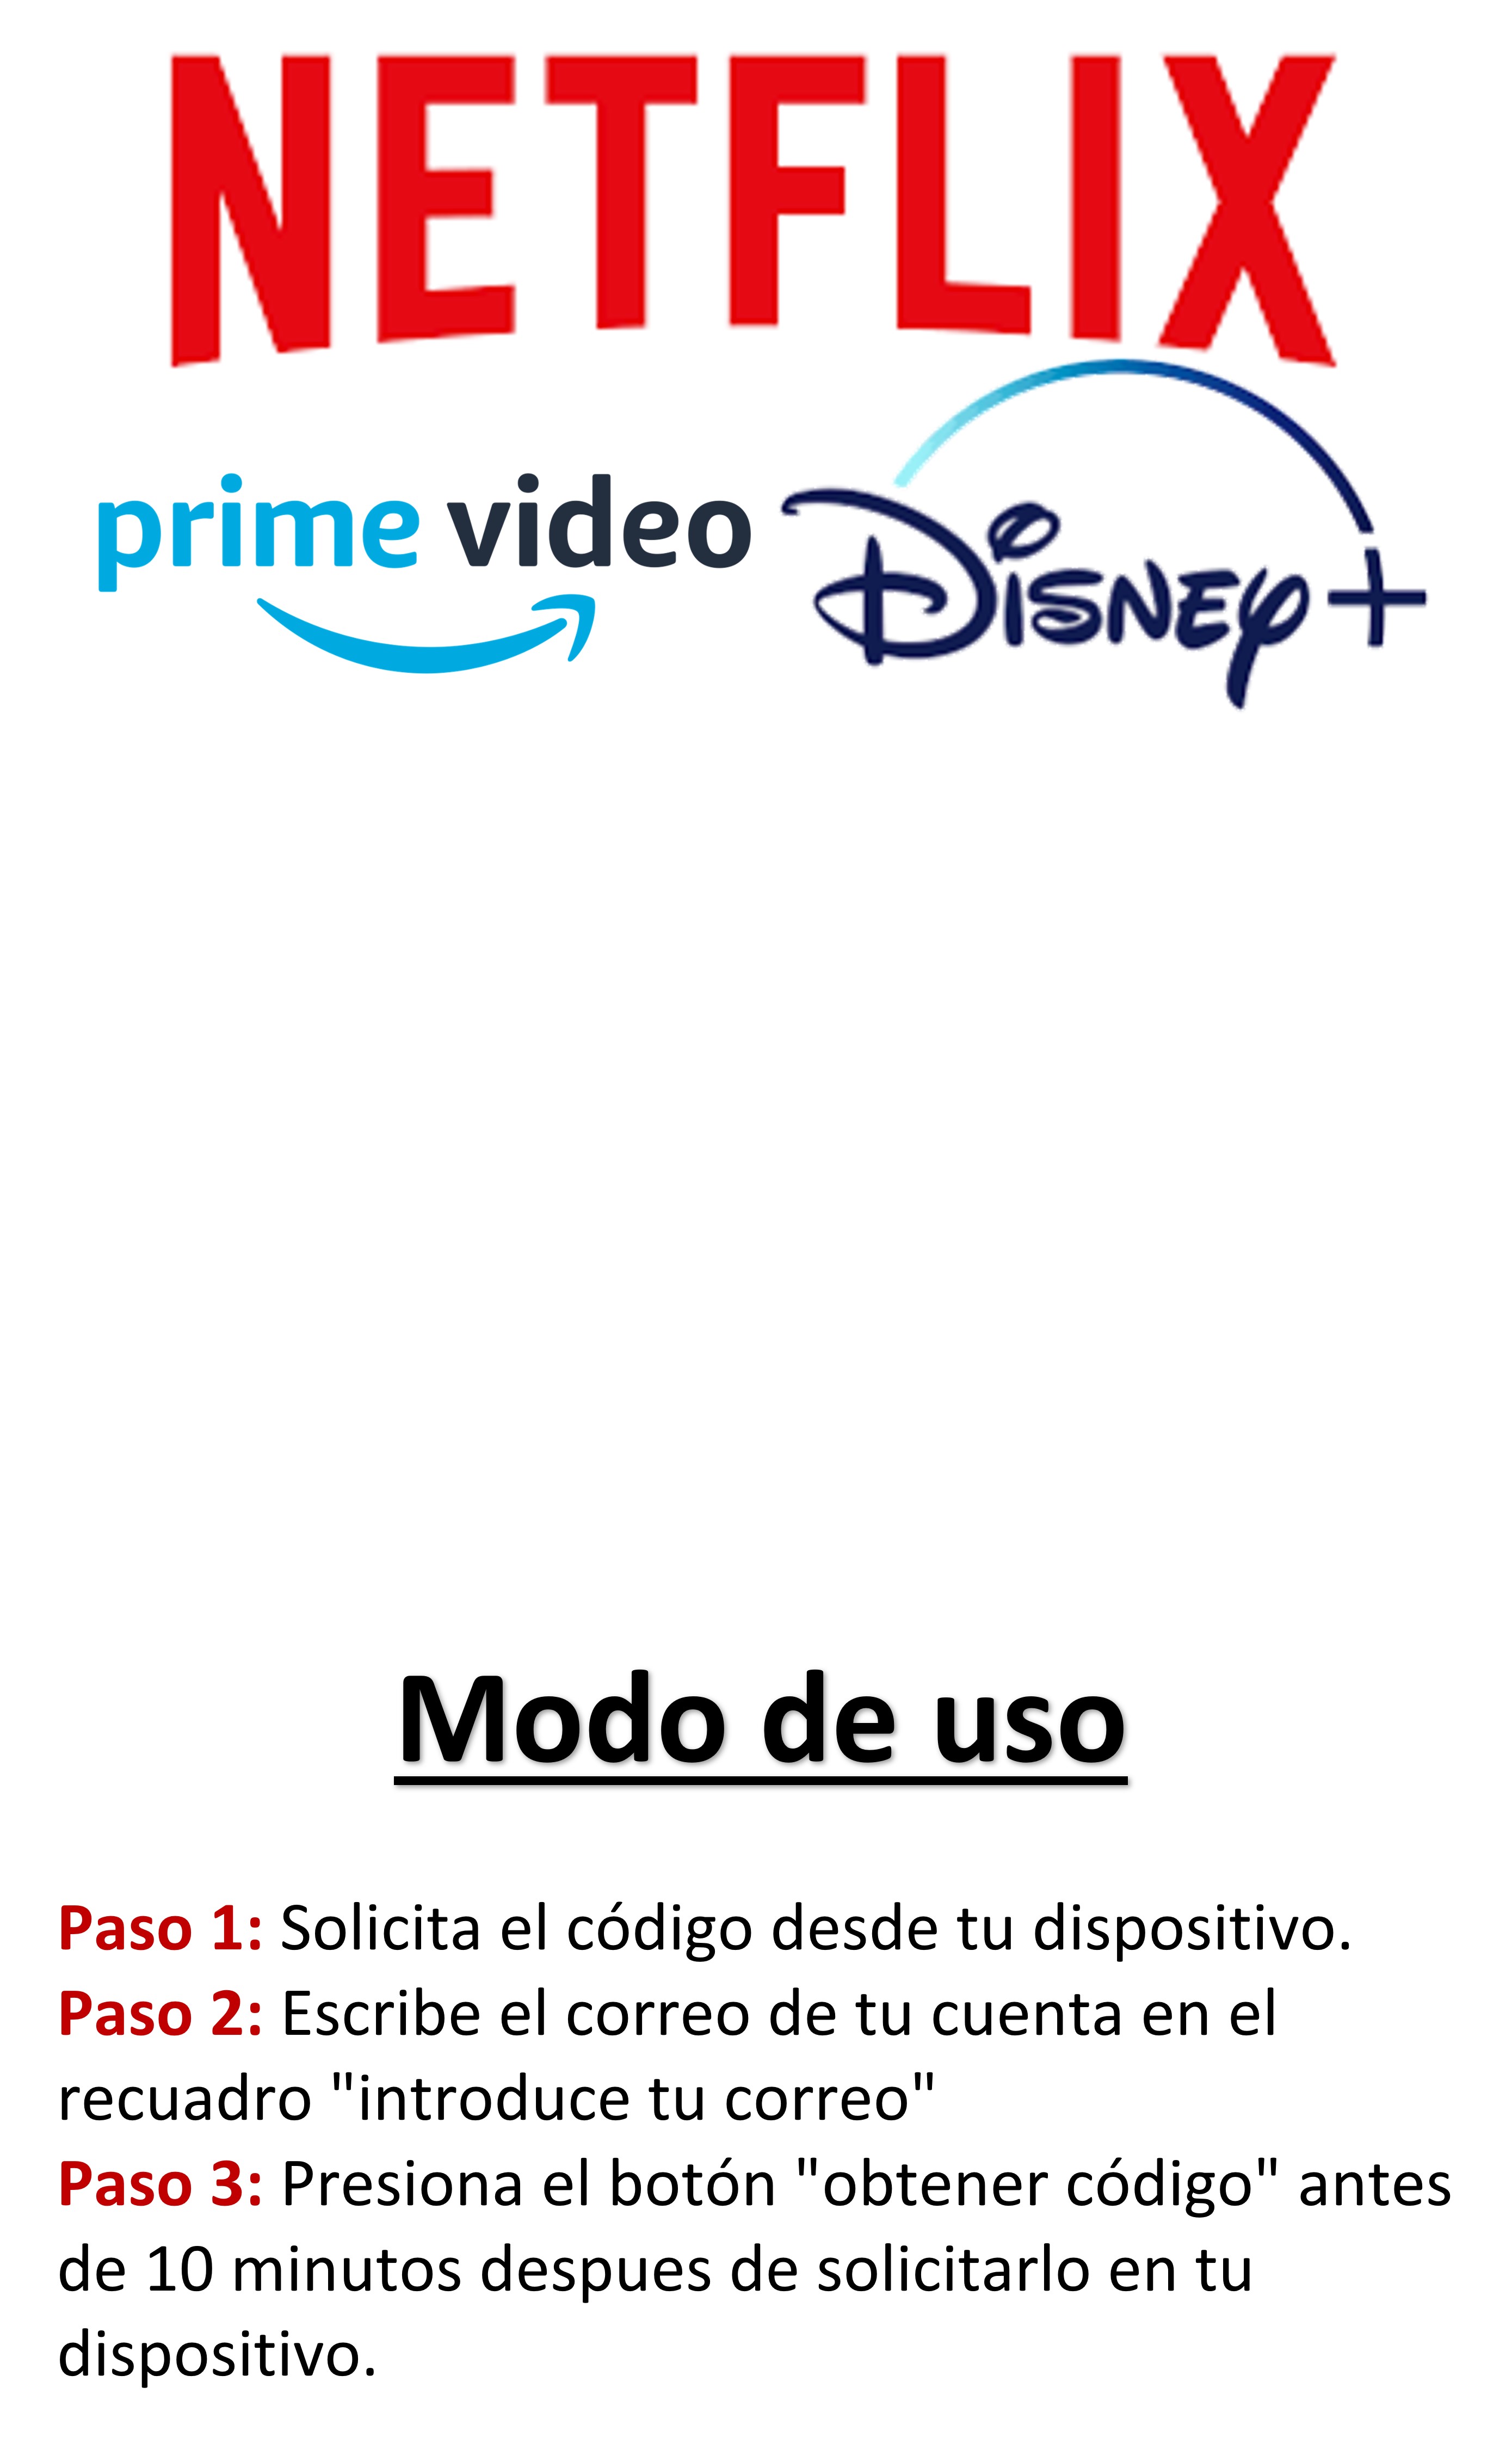 NETFLIX
prime video
Disney+
Modo de uso
Paso 1: Solicita el código desde tu dispositivo.
Paso 2: Escribe el correo de tu cuenta en el
recuadro "introduce tu correo"
Paso 3: Presiona el botón "obtener código" antes
de 10 minutos despues de solicitarlo en tu
dispositivo.